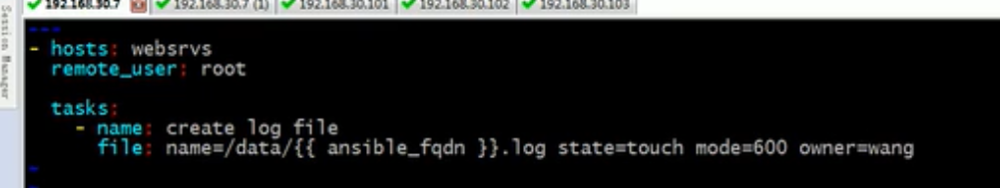 192.168.30.7 192.168.30.7 (1) 192.168.30.101 192.168.30.102 192.168.30.103
Session Manager
---
- hosts: websrvs
  remote_user: root

  tasks:
    - name: create log file
      file: name=/data/{{ ansible_fqdn }}.log state=touch mode=600 owner=wang
~